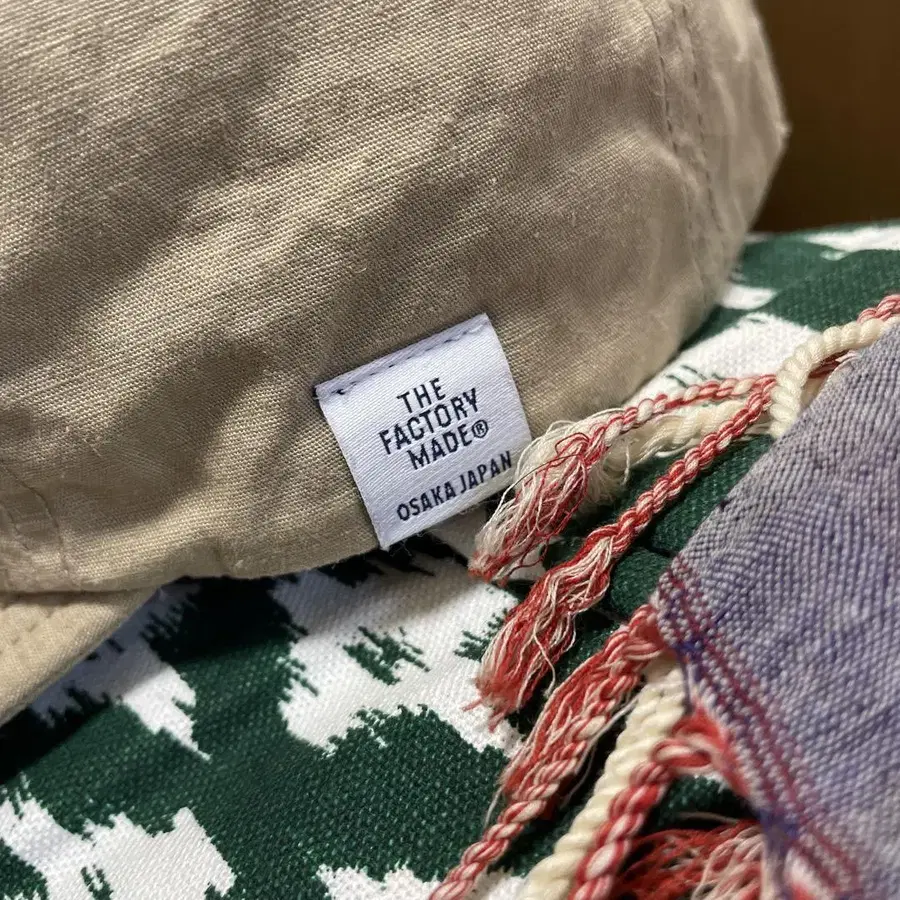 THE
FACTORY
MADE®
OSAKA JAPAN